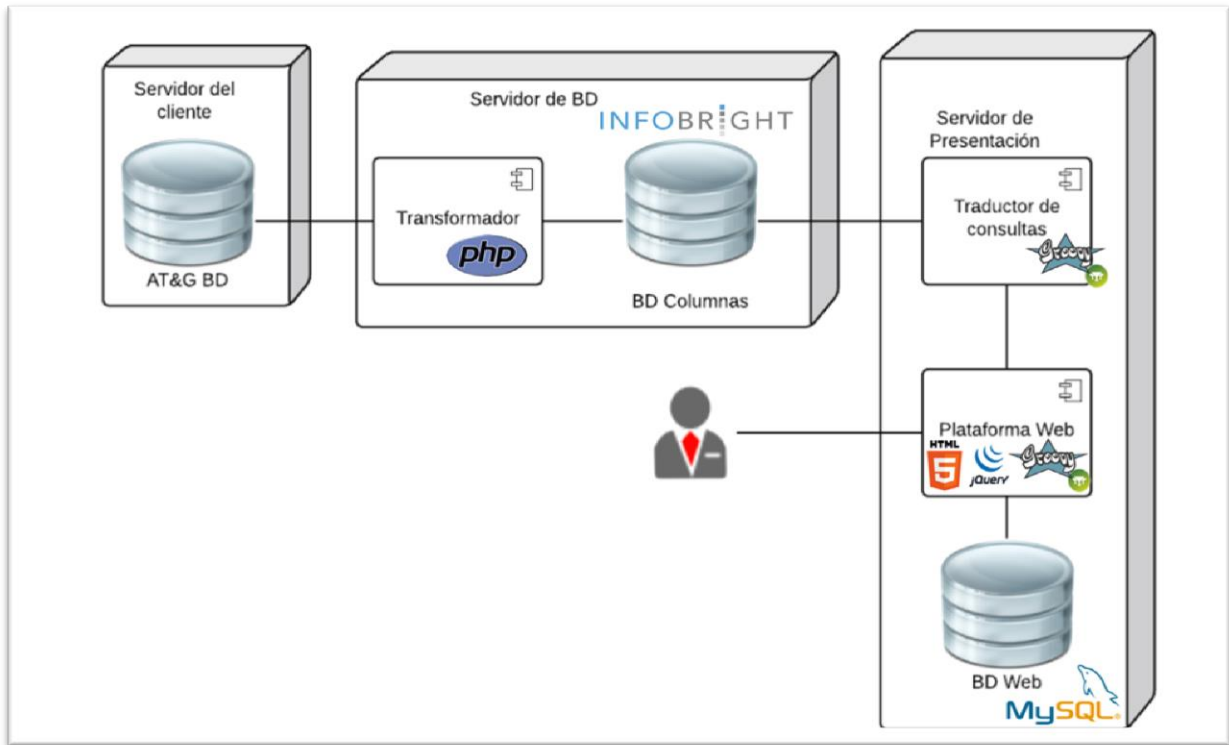 Servidor del
cliente
AT&G BD
Servidor de BD
INFOBRIGHT
Transformador
php
BD Columnas
Servidor de
Presentación
Traductor de
consultas
Groovy
Plataforma Web
HTML
5
jQuery
Groovy
BD Web
MySQL